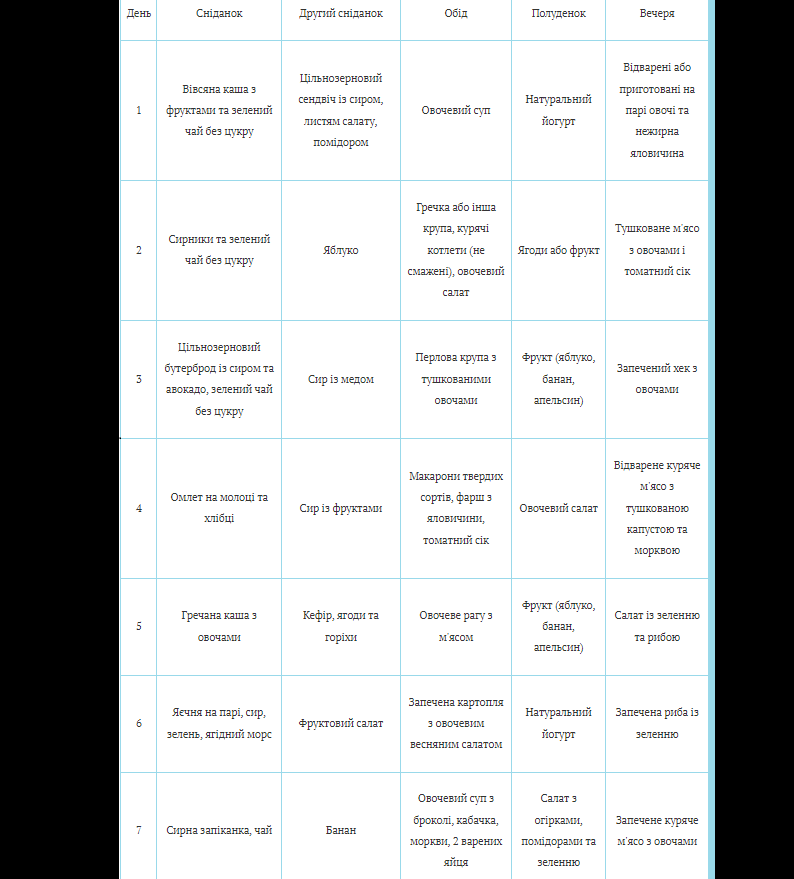 День Сніданок Другий сніданок Обід Полуденок Вечеря
1
Вівсяна каша з
фруктами та зелений
чай без цукру
Цільнозерновий
сендвіч із сиром,
листям салату,
помідором
Овочевий суп
Натуральний
йогурт
Відварені або
приготовані на
парі овочі та
нежирна
яловичина
2
Сирники та зелений
чай без цукру
Яблуко
Гречка або інша
крупа, курячі
котлети (не
смажені), овочевий
салат
Ягоди або фрукт
Тушковане м'ясо
з овочами і
томатний сік
3
Цільнозерновий
бутерброд із сиром та
авокадо, зелений чай
без цукру
Сир із медом
Перлова крупа з
тушкованими
овочами
Фрукт (яблуко,
банан,
апельсин)
Запечений хек з
овочами
4
Омлет на молоці та
хлібці
Сир із фруктами
Макарони твердих
сортів, фарш з
яловичини,
томатний сік
Овочевий салат
Відварене куряче
м'ясо з
тушкованою
капустою та
морквою
5
Гречана каша з
овочами
Кефір, ягоди та
горіхи
Овочеве рагу з
м'ясом
Фрукт (яблуко,
банан,
апельсин)
Салат із зеленню
та рибою
6
Яєчня на парі, сир,
зелень, ягідний морс
Фруктовий салат
Запечена картопля
з овочевим
весняним салатом
Натуральний
йогурт
Запечена риба із
зеленню
7
Сирна запіканка, чай
Банан
Овочевий суп з
броколі, кабачка,
моркви, 2 варених
яйця
Салат з
огірками,
помідорами та
зеленню
Запечене куряче
м'ясо з овочами